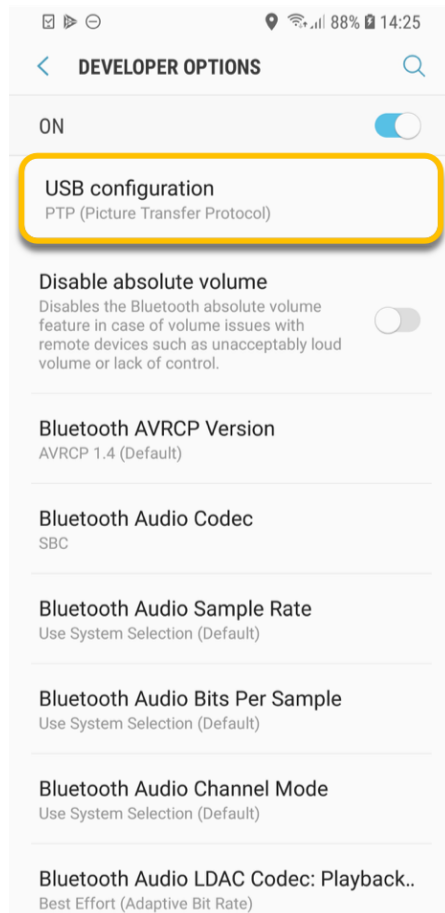 88% 14:25
DEVELOPER OPTIONS
ON
USB configuration
PTP (Picture Transfer Protocol)
Disable absolute volume
Disables the Bluetooth absolute volume
feature in case of volume issues with
remote devices such as unacceptably loud
volume or lack of control.
Bluetooth AVRCP Version
AVRCP 1.4 (Default)
Bluetooth Audio Codec
SBC
Bluetooth Audio Sample Rate
Use System Selection (Default)
Bluetooth Audio Bits Per Sample
Use System Selection (Default)
Bluetooth Audio Channel Mode
Use System Selection (Default)
Bluetooth Audio LDAC Codec: Playback..
Best Effort (Adaptive Bit Rate)